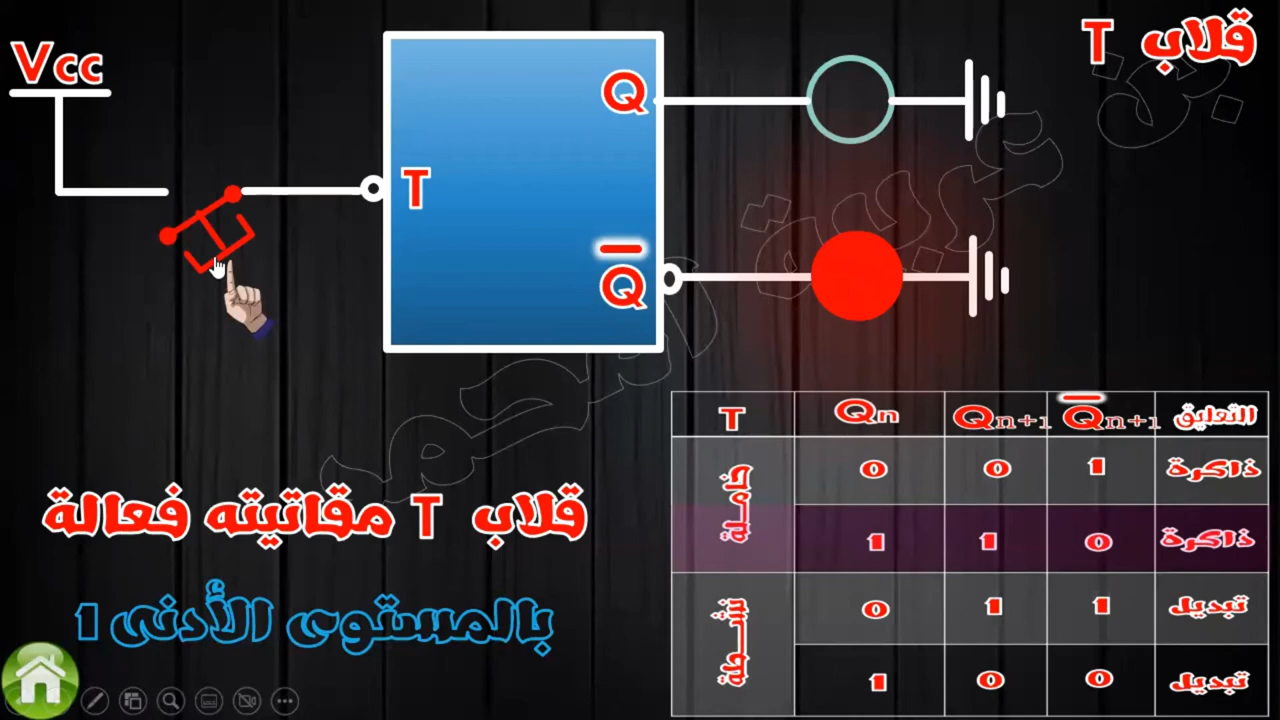 قلاب T
Vcc
Q
T
Q̅
قلاب T مقاتيته فعالة
بالمستوى الأدنى 1
T Qn Qn+1 Q̅n+1 التعليق
خاملة 0 0 1 ذاكرة
1 1 0 ذاكرة
نشطة 0 1 1 تبديل
1 0 0 تبديل